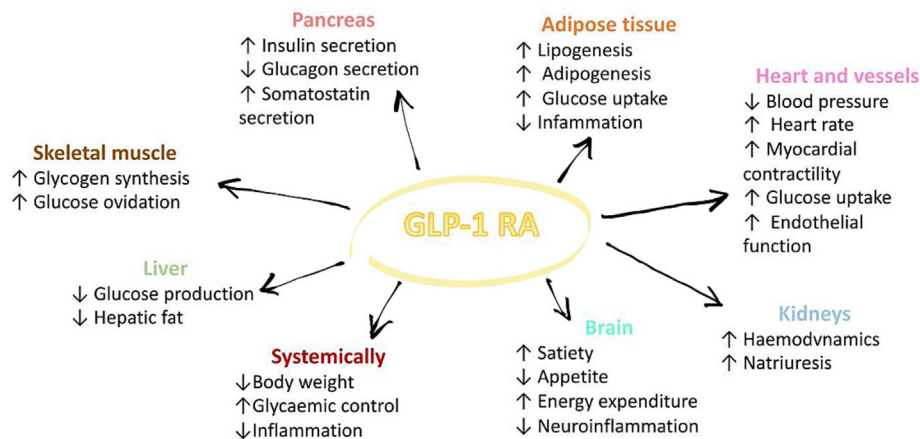 Pancreas
↑ Insulin secretion
↓ Glucagon secretion
↑ Somatostatin
secretion
Adipose tissue
↑ Lipogenesis
↑ Adipogenesis
↑ Glucose uptake
↓ Infammation
Heart and vessels
↓ Blood pressure
↑ Heart rate
↑ Myocardial
contractility
↑ Glucose uptake
↑ Endothelial
function
Skeletal muscle
↑ Glycogen synthesis
↑ Glucose ovidation
GLP-1 RA
Liver
↓ Glucose production
↓ Hepatic fat
Systemically
↓Body weight
↑Glycaemic control
↓Inflammation
Brain
↑ Satiety
↓ Appetite
↑ Energy expenditure
↓ Neuroinflammation
Kidneys
↑ Haemodvnamics
↑ Natriuresis